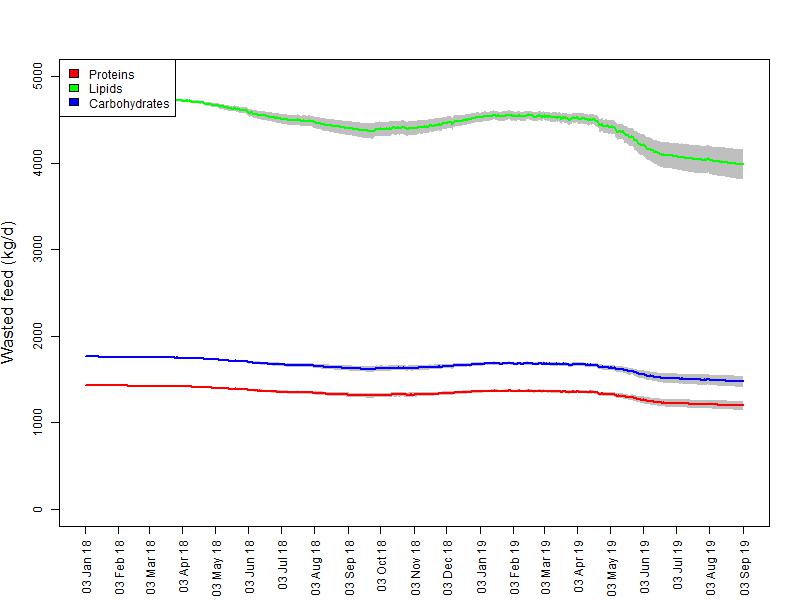 Proteins
Lipids
Carbohydrates
Wasted feed (kg/d)
5000
4000
3000
2000
1000
0
03 Jan 18
03 Feb 18
03 Mar 18
03 Apr 18
03 May 18
03 Jun 18
03 Jul 18
03 Aug 18
03 Sep 18
03 Oct 18
03 Nov 18
03 Dec 18
03 Jan 19
03 Feb 19
03 Mar 19
03 Apr 19
03 May 19
03 Jun 19
03 Jul 19
03 Aug 19
03 Sep 19